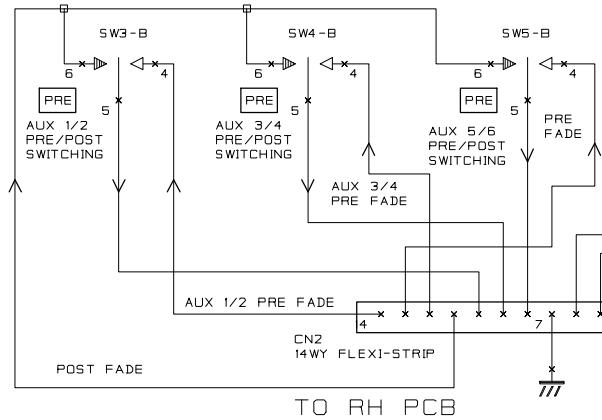 SW3-B
SW4-B
SW5-B
6
4
6
4
6
4
PRE
5
PRE
5
PRE
5
AUX 1/2
PRE/POST
SWITCHING
AUX 3/4
PRE/POST
SWITCHING
AUX 5/6
PRE/POST
SWITCHING
PRE
FADE
AUX 3/4
PRE FADE
AUX 1/2 PRE FADE
14
7
CN2
14WY FLEXI-STRIP
POST FADE
TO RH PCB